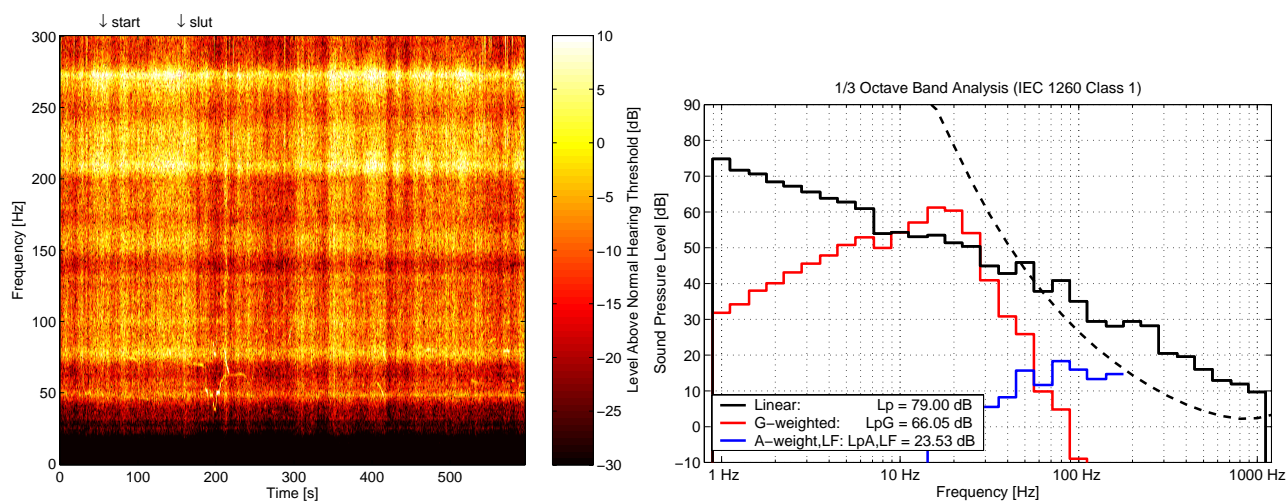 ↓ start ↓ slut
300
250
200
150
100
50
0
Frequency [Hz]
0 100 200 300 400 500
Time [s]
10
5
0
−5
−10
−15
−20
−25
−30
Level Above Normal Hearing Threshold [dB]
1/3 Octave Band Analysis (IEC 1260 Class 1)
90
80
70
60
50
40
30
20
10
0
−10
Sound Pressure Level [dB]
Linear: Lp = 79.00 dB
G−weighted: LpG = 66.05 dB
A−weight,LF: LpA,LF = 23.53 dB
1 Hz 10 Hz 100 Hz 1000 Hz
Frequency [Hz]